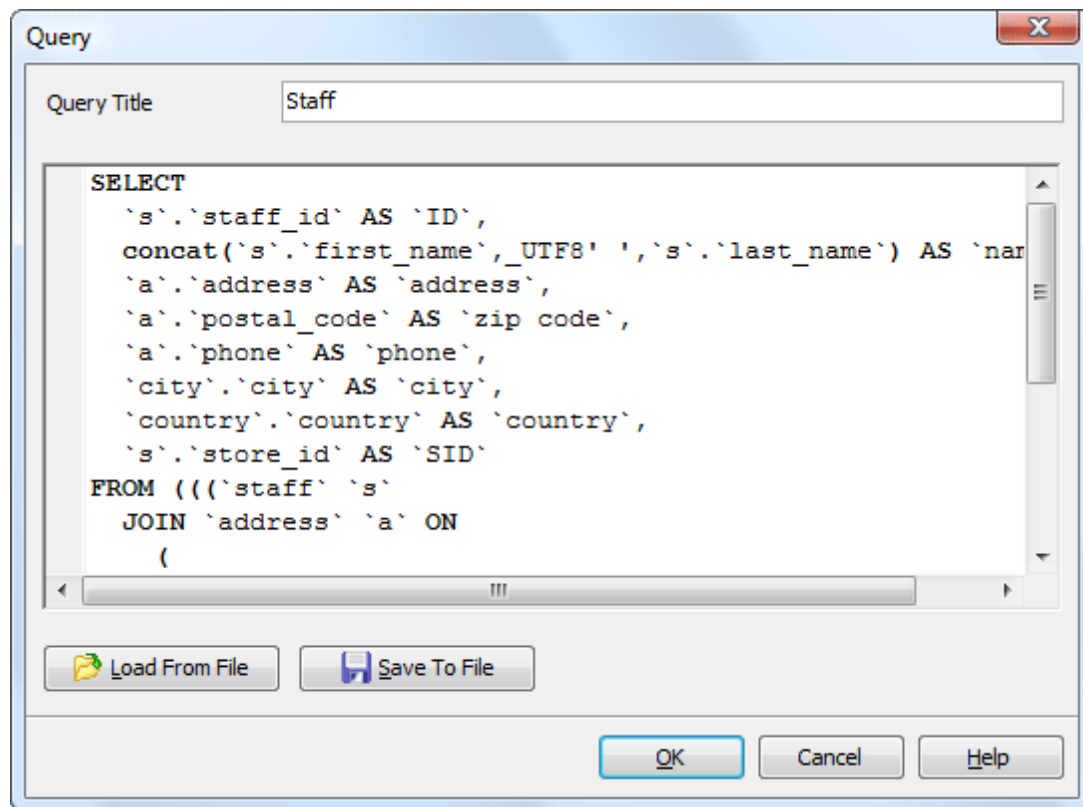 Query
Query Title Staff
SELECT
`s`.`staff_id` AS `ID`,
concat(`s`.`first_name`,_UTF8' ',`s`.`last_name`) AS
`a`.`address` AS `address`,
`a`.`postal_code` AS `zip code`,
`a`.`phone` AS `phone`,
`city`.`city` AS `city`,
`country`.`country` AS `country`,
`s`.`store_id` AS `SID`
FROM (((`staff` `s`
JOIN `address` `a` ON
(
Load From File Save To File
OK Cancel Help